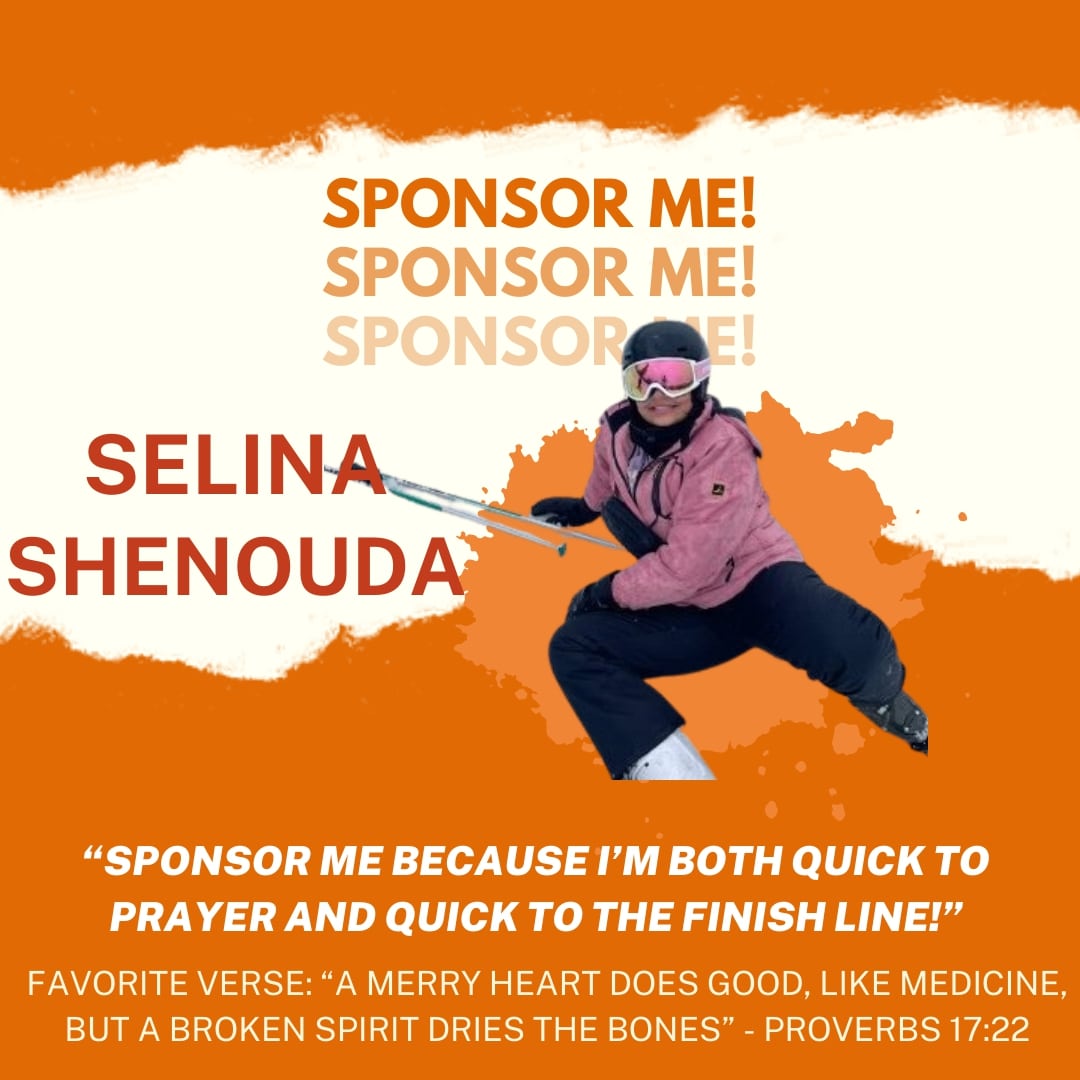 SPONSOR ME!
SPONSOR ME!
SPONSOR ME!
SELINA
SHENOUDA
“SPONSOR ME BECAUSE I’M BOTH QUICK TO
PRAYER AND QUICK TO THE FINISH LINE!”
FAVORITE VERSE: “A MERRY HEART DOES GOOD, LIKE MEDICINE,
BUT A BROKEN SPIRIT DRIES THE BONES” - PROVERBS 17:22